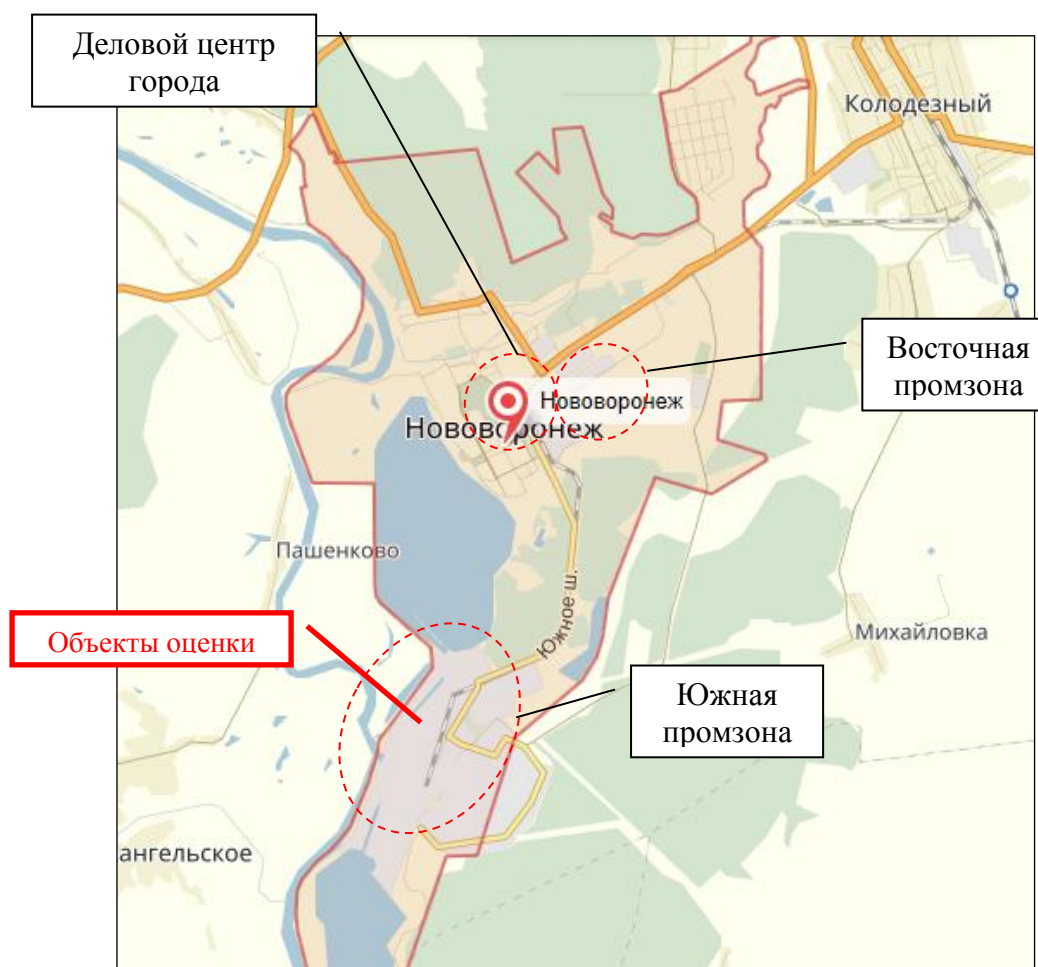 Деловой центр
города
Колодезный
Восточная
промзона
Нововоронеж
Нововоронеж
Пашенково
Южное ш.
Объекты оценки
Михайловка
Южная
промзона
ангельское